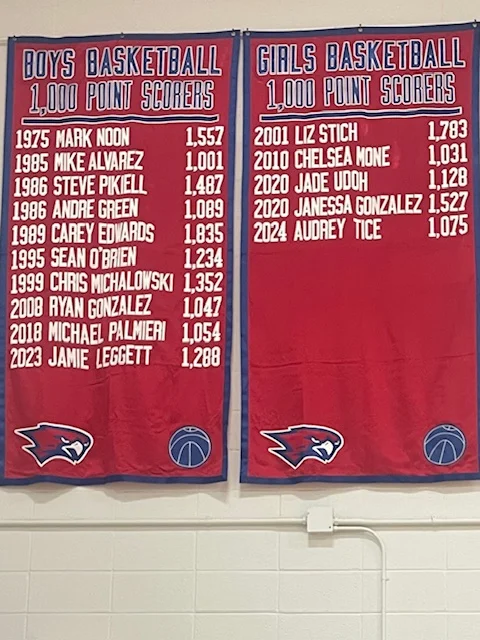 BOYS BASKETBALL
1,000 POINT SCORERS
1975 MARK NOON 1,557
1985 MIKE ALVAREZ 1,001
1986 STEVE PIKIELL 1,487
1986 ANDRE GREEN 1,089
1989 CAREY EDWARDS 1,835
1995 SEAN O'BRIEN 1,234
1999 CHRIS MICHALOWSKI 1,352
2008 RYAN GONZALEZ 1,047
2018 MICHAEL PALMIERI 1,054
2023 JAMIE LEGGETT 1,288
GIRLS BASKETBALL
1,000 POINT SCORERS
2001 LIZ STICH 1,783
2010 CHELSEA MONE 1,031
2020 JADE UDOH 1,128
2020 JANESSA GONZALEZ 1,527
2024 AUDREY TICE 1,075